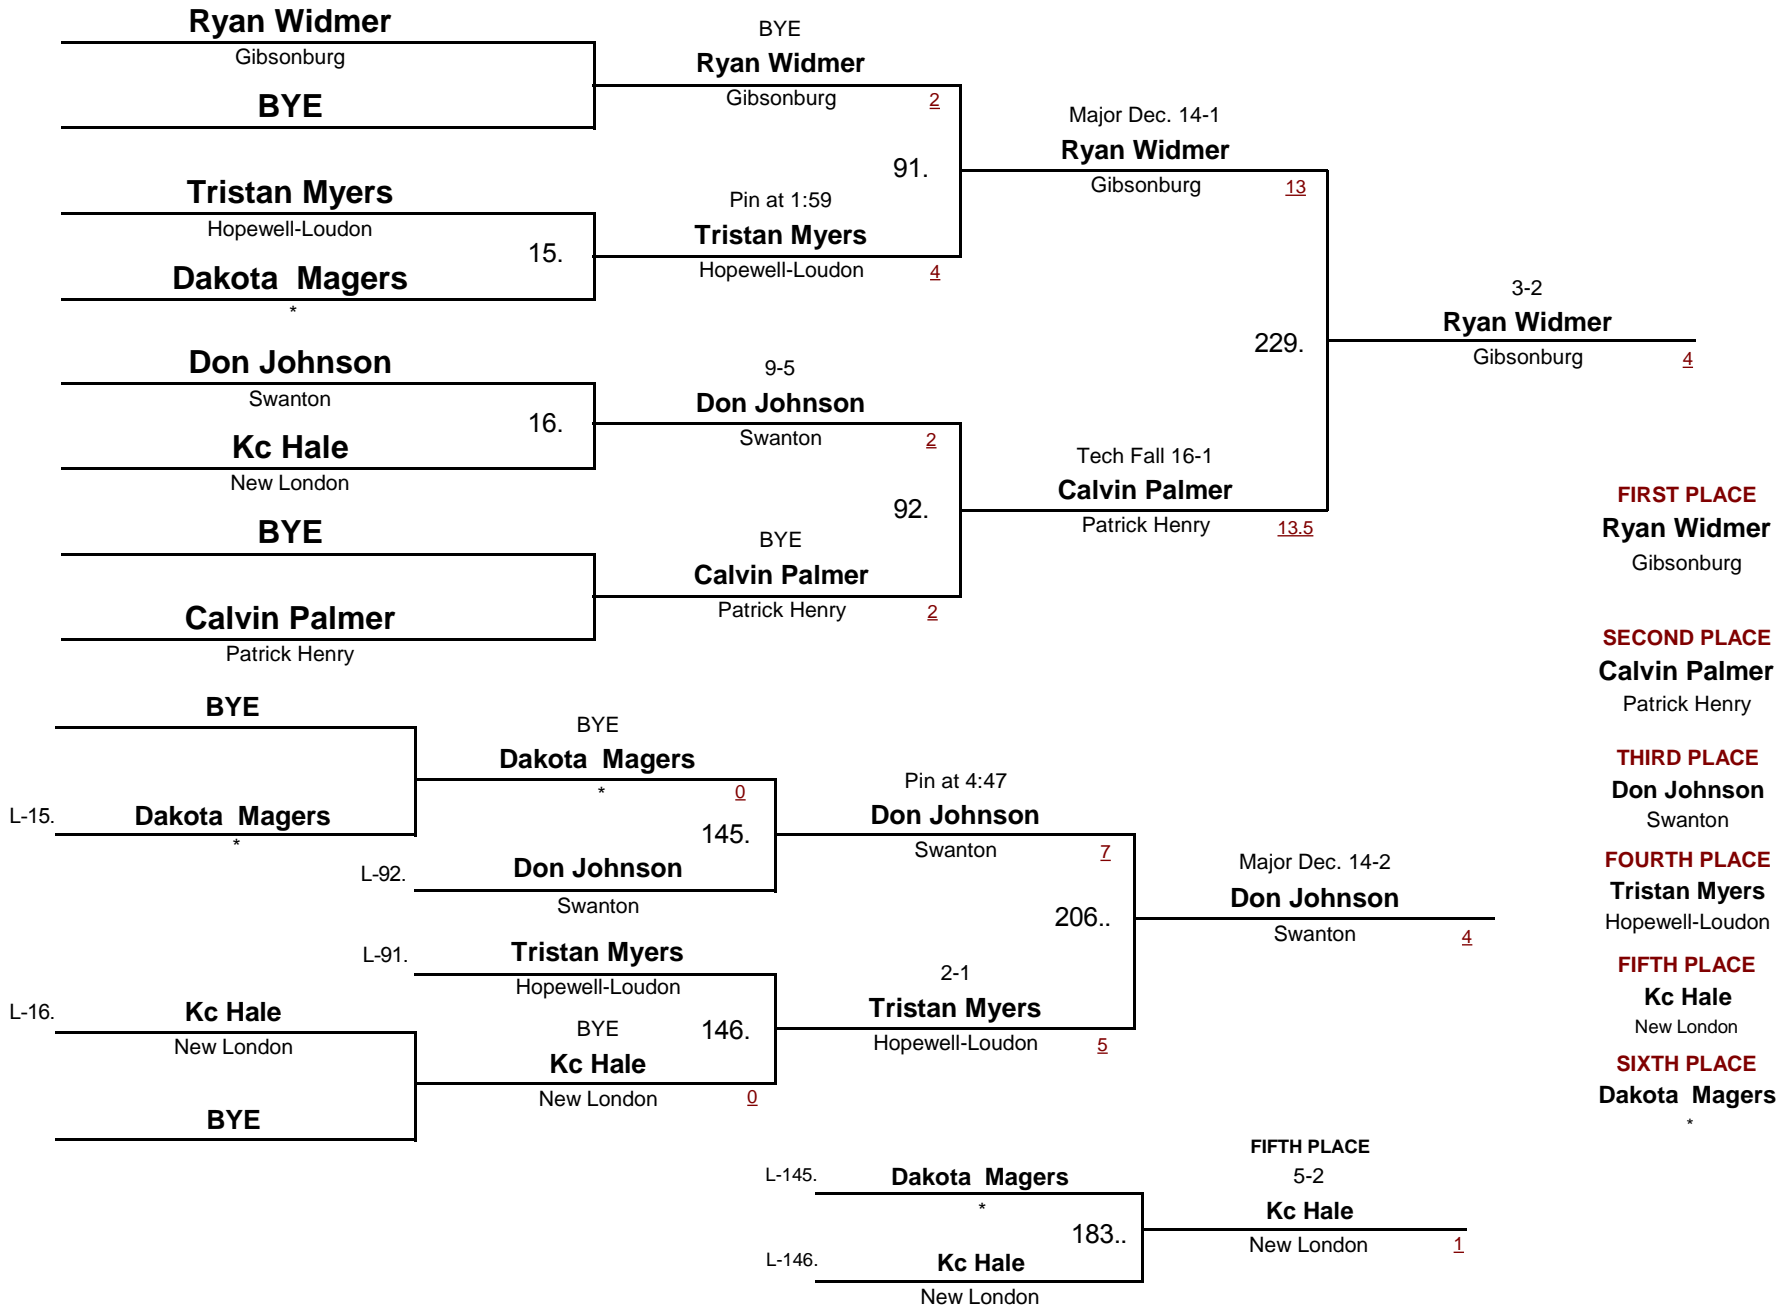 Ryan Widmer
Gibsonburg
BYE
Tristan Myers
Hopewell-Loudon
15.
Dakota  Magers
*
Don Johnson
Swanton
16.
Kc Hale
New London
BYE
Calvin Palmer
Patrick Henry
BYE
Ryan Widmer
Gibsonburg 2
91.
Pin at 1:59
Tristan Myers
Hopewell-Loudon 4
9-5
Don Johnson
Swanton 2
92.
BYE
Calvin Palmer
Patrick Henry 2
Major Dec. 14-1
Ryan Widmer
Gibsonburg 13
229.
Tech Fall 16-1
Calvin Palmer
Patrick Henry 13.5
3-2
Ryan Widmer
Gibsonburg 4
BYE
L-15. Dakota  Magers
*
L-16. Kc Hale
New London
BYE
BYE
Dakota  Magers
* 0
145.
L-92. Don Johnson
Swanton
L-91. Tristan Myers
Hopewell-Loudon
BYE 146.
Kc Hale
New London 0
Pin at 4:47
Don Johnson
Swanton 7
206..
2-1
Tristan Myers
Hopewell-Loudon 5
Major Dec. 14-2
Don Johnson
Swanton 4
L-145. Dakota  Magers
*
183..
L-146. Kc Hale
New London
FIFTH PLACE
5-2
Kc Hale
New London 1
FIRST PLACE
Ryan Widmer
Gibsonburg
SECOND PLACE
Calvin Palmer
Patrick Henry
THIRD PLACE
Don Johnson
Swanton
FOURTH PLACE
Tristan Myers
Hopewell-Loudon
FIFTH PLACE
Kc Hale
New London
SIXTH PLACE
Dakota  Magers
*